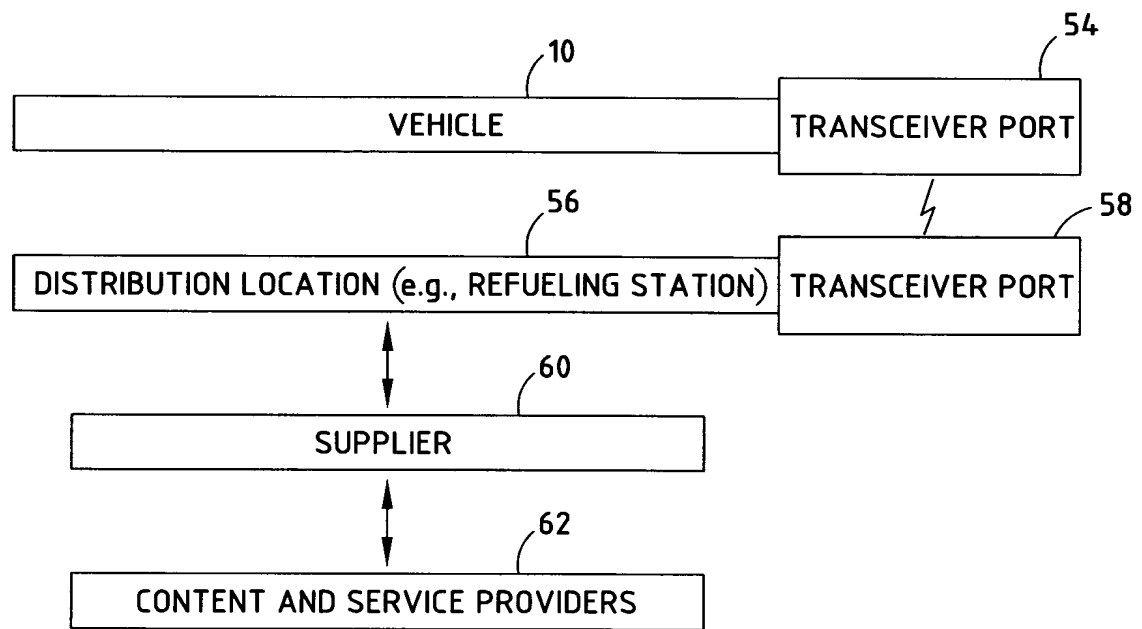 10
54
VEHICLE
TRANSCEIVER PORT
56
58
DISTRIBUTION LOCATION (e.g., REFUELING STATION)
TRANSCEIVER PORT
60
SUPPLIER
62
CONTENT AND SERVICE PROVIDERS